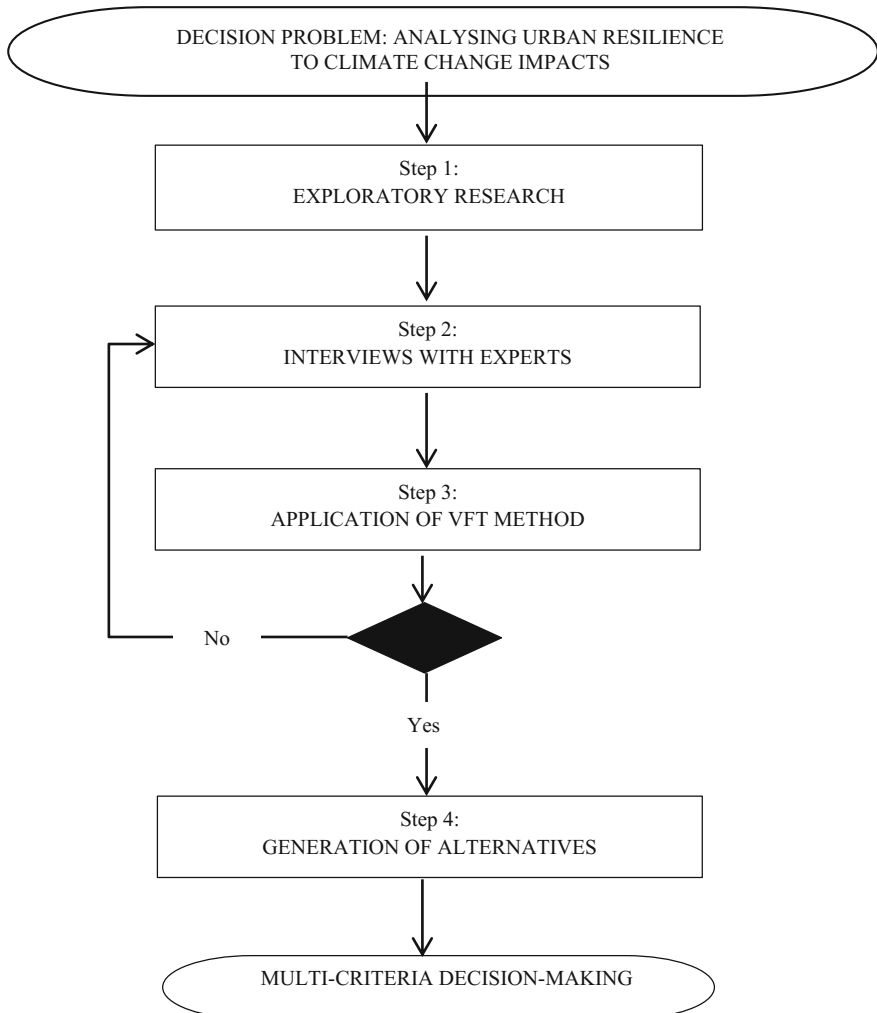 DECISION PROBLEM: ANALYSING URBAN RESILIENCE
TO CLIMATE CHANGE IMPACTS
Step 1:
EXPLORATORY RESEARCH
Step 2:
INTERVIEWS WITH EXPERTS
Step 3:
APPLICATION OF VFT METHOD
No
Yes
Step 4:
GENERATION OF ALTERNATIVES
MULTI-CRITERIA DECISION-MAKING